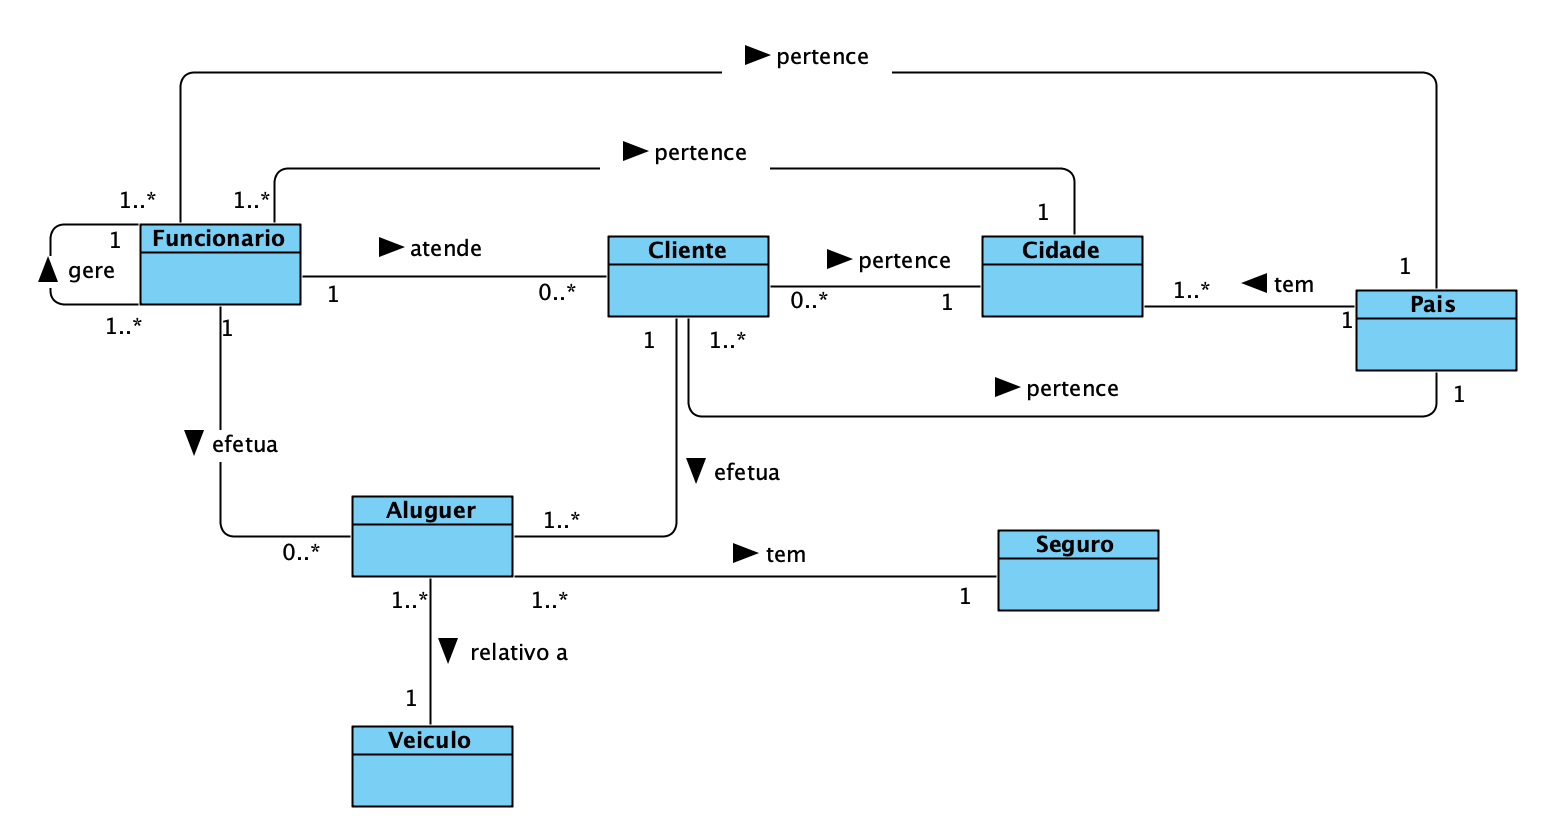 pertence
pertence
1..*
1..*
1
Funcionario
1
gere
1..*
atende
1
0..*
Cliente
pertence
0..*
1
Cidade
1..*
tem
1
1
Pais
1
1
1
1..*
pertence
efetua
efetua
Aluguer
0..*
1..*
tem
Seguro
1..*
1..*
1
relativo a
1
Veiculo